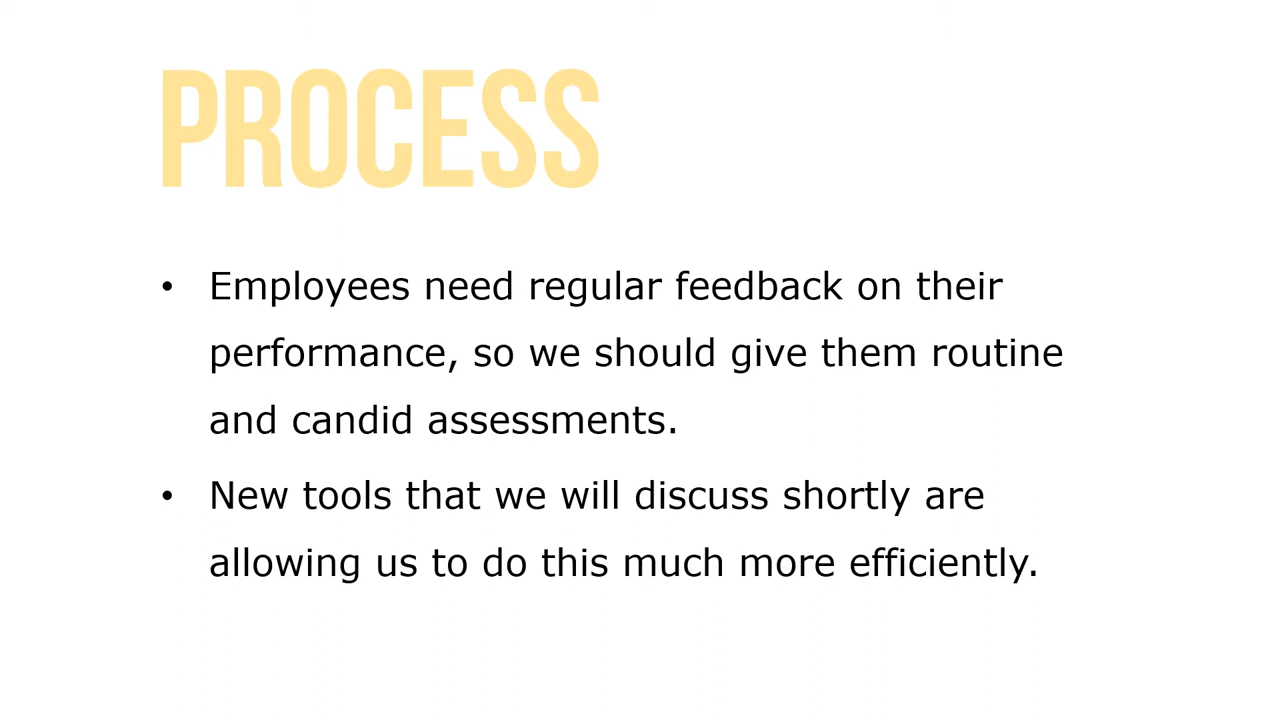 PROCESS
• Employees need regular feedback on their
performance, so we should give them routine
and candid assessments.
• New tools that we will discuss shortly are
allowing us to do this much more efficiently.